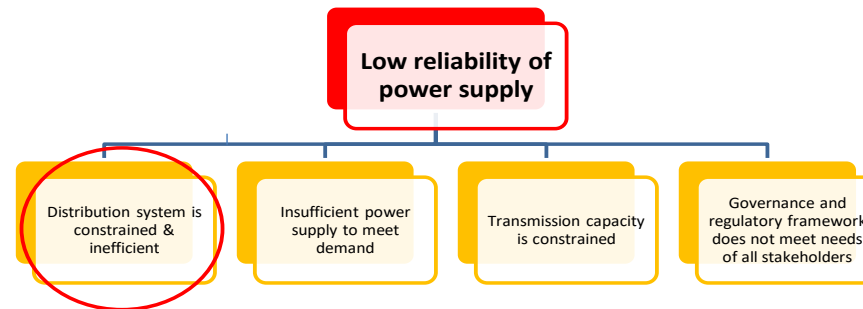 Low reliability of
power supply
Distribution system is
constrained &
inefficient
Insufficient power
supply to meet
demand
Transmission capacity
is constrained
Governance and
regulatory framework
does not meet needs
of all stakeholders